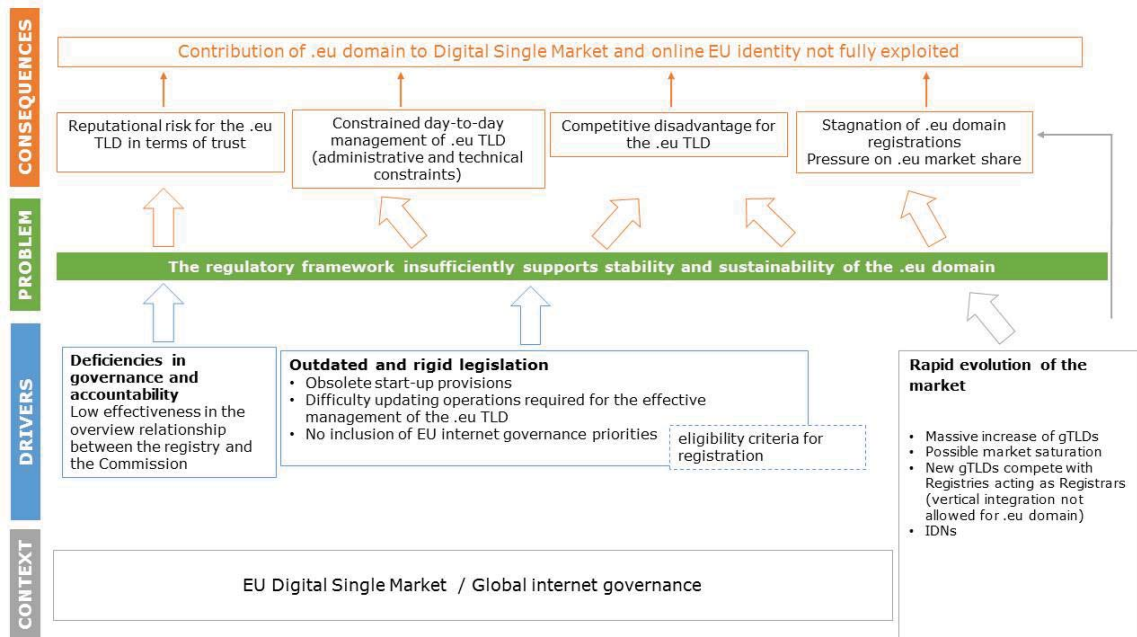 CONSEQUENCES
Contribution of .eu domain to Digital Single Market and online EU identity not fully exploited
Reputational risk for the .eu
TLD in terms of trust
Constrained day-to-day
management of .eu TLD
(administrative and technical
constraints)
Competitive disadvantage for
the .eu TLD
Stagnation of .eu domain
registrations
Pressure on .eu market share
PROBLEM
The regulatory framework insufficiently supports stability and sustainability of the .eu domain
DRIVERS
Deficiencies in
governance and
accountability
Low effectiveness in the
overview relationship
between the registry and
the Commission
Outdated and rigid legislation
• Obsolete start-up provisions
• Difficulty updating operations required for the effective
management of the .eu TLD
• No inclusion of EU internet governance priorities
eligibility criteria for
registration
Rapid evolution of the
market
• Massive increase of gTLDs
• Possible market saturation
• New gTLDs compete with
Registries acting as Registrars
(vertical integration not
allowed for .eu domain)
• IDNs
CONTEXT
EU Digital Single Market / Global internet governance